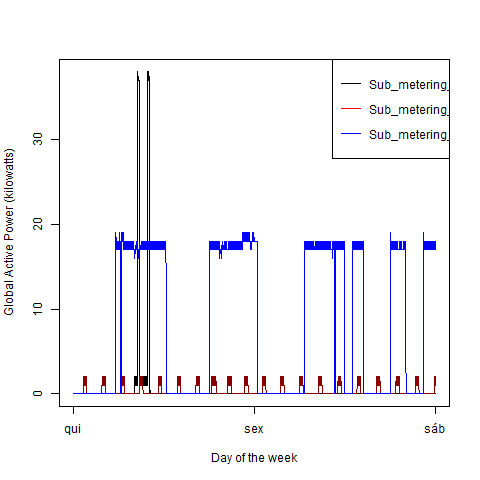 Sub_metering_
Sub_metering_
Sub_metering_
Global Active Power (kilowatts)
30
20
10
0
qui sex sáb
Day of the week